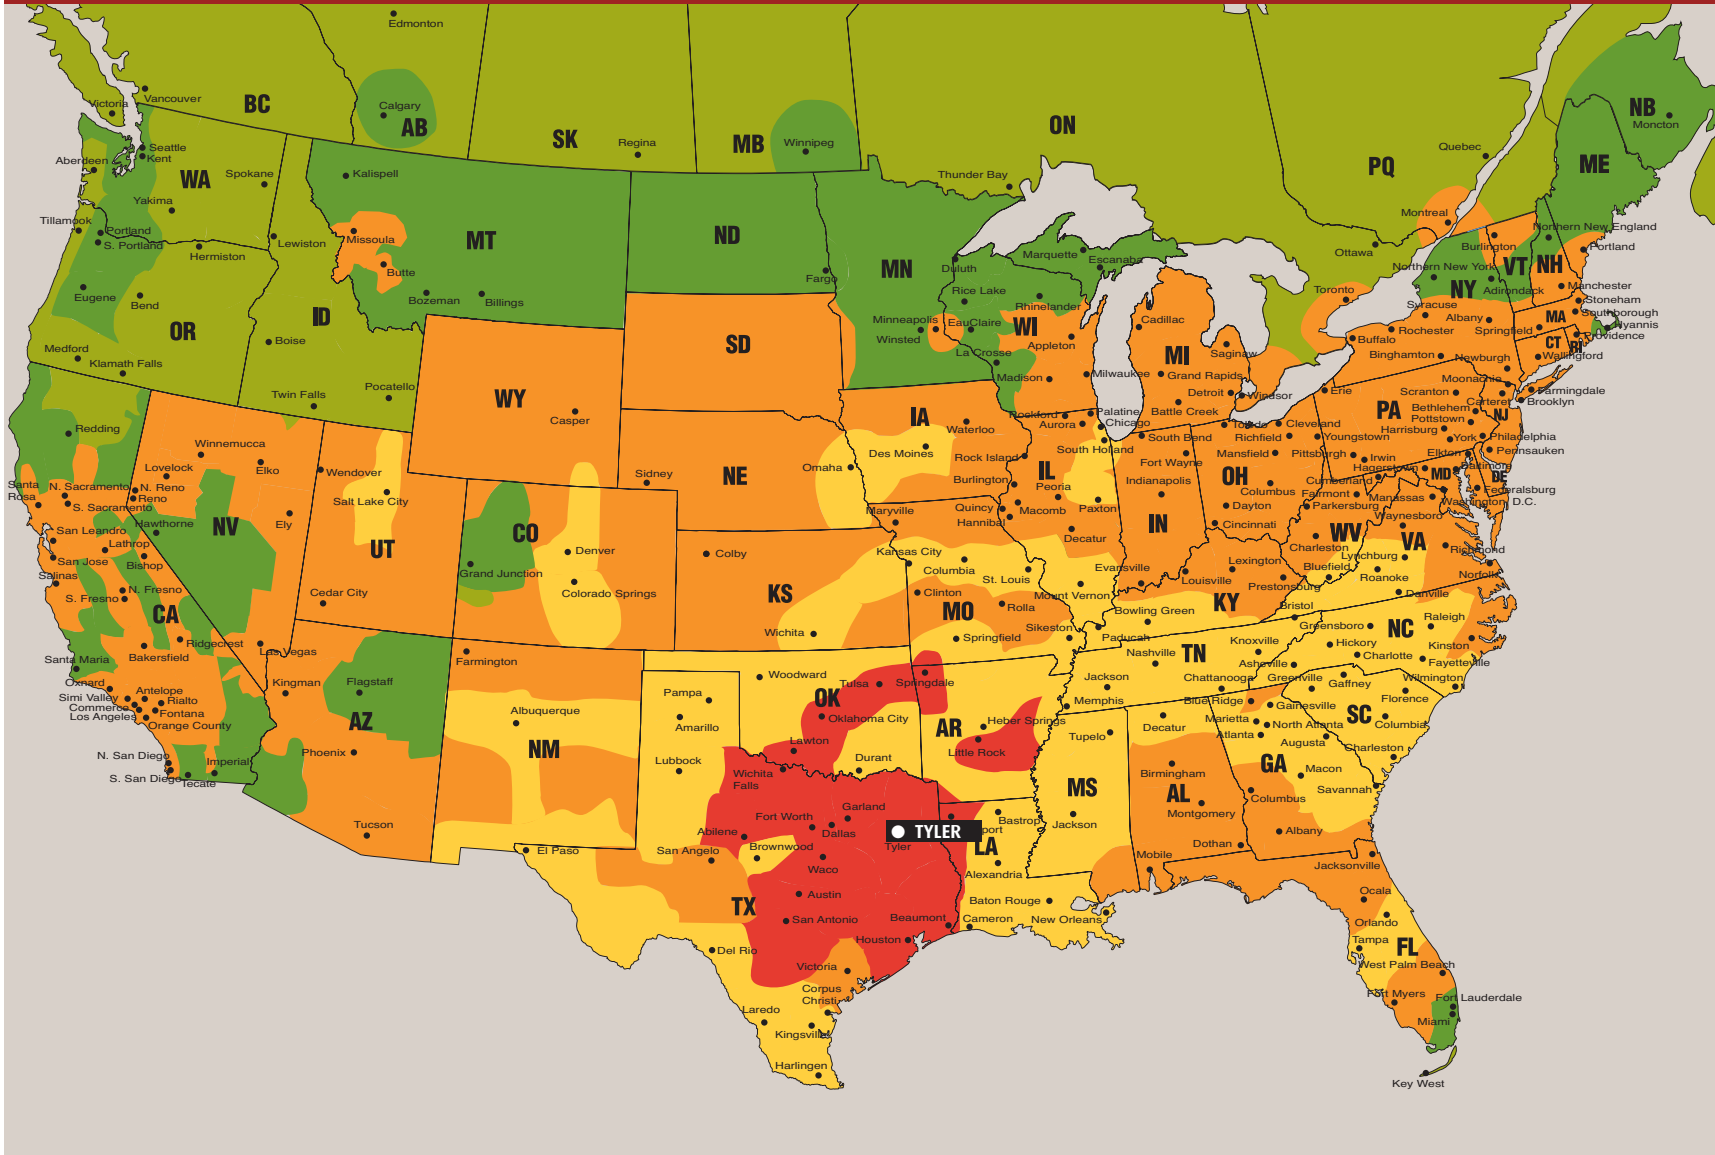 Edmonton
Calgary
AB
Vancouver
Victoria
BC
SK
Regina
MB
Winnipeg
ON
Thunder Bay
PQ
Quebec
Montreal
Ottawa
Toronto
NB
Moncton
ME
Northern New England
Portland
Burlington
VT
NH
Manchester
Stoneham
Southborough
Hyannis
Providence
MA
Springfield
CT
RI
Wallingford
Northern New York
Adirondack
NY
Syracuse
Albany
Rochester
Buffalo
Binghamton
Newburgh
Moonachie
Farmingdale
Brooklyn
Carteret
NJ
Erie
PA
Scranton
Bethlehem
Pottstown
Harrisburg
York
Philadelphia
Pennsauken
Elkton
Baltimore
Pittsburgh
Irwin
Hagerstown
Cumberland
MD
DE
Federalsburg
Washington D.C.
Manassas
Fairmont
Parkersburg
WV
Charleston
Bluefield
Waynesboro
VA
Lynchburg
Roanoke
Richmond
Norfolk
Danville
Aberdeen
Seattle
Kent
WA
Spokane
Yakima
Tillamook
Portland
S. Portland
Hermiston
Lewiston
Eugene
Bend
OR
Medford
Klamath Falls
ID
Boise
Twin Falls
Pocatello
Kalispell
Missoula
Butte
MT
Bozeman
Billings
ND
Fargo
SD
WY
Casper
MN
Duluth
Minneapolis
Winsted
Marquette
Escanaba
Rice Lake
Rhinelander
EauClaire
WI
Appleton
La Crosse
Madison
Milwaukee
Cadillac
MI
Saginaw
Grand Rapids
Detroit
Windsor
Battle Creek
IA
Waterloo
Des Moines
Omaha
NE
Sidney
Rockford
Aurora
Palatine
Chicago
South Holland
Rock Island
IL
Peoria
Burlington
Macomb
Quincy
Hannibal
Paxton
Decatur
Mount Vernon
South Bend
Fort Wayne
Indianapolis
IN
Evansville
Toledo
Cleveland
Richfield
Youngstown
Mansfield
OH
Columbus
Dayton
Cincinnati
Redding
Santa
Rosa
N. Sacramento
S. Sacramento
San Leandro
Lathrop
San Jose
Salinas
Bishop
N. Fresno
S. Fresno
CA
Ridgecrest
Bakersfield
Santa Maria
Oxnard
Simi Valley
Commerce
Los Angeles
Antelope
Rialto
Fontana
Orange County
N. San Diego
S. San Diego
Tecate
Imperial
Winnemucca
Lovelock
Elko
N. Reno
Reno
Hawthorne
NV
Ely
Las Vegas
Wendover
Salt Lake City
UT
Cedar City
CO
Denver
Grand Junction
Colorado Springs
Kingman
Flagstaff
AZ
Phoenix
Tucson
Farmington
Albuquerque
NM
Colby
KS
Wichita
Maryville
Kansas City
Columbia
St. Louis
Clinton
MO
Rolla
Springfield
Sikeston
Lexington
Louisville
Prestonsburg
KY
Bowling Green
Paducah
Bristol
Nashville
TN
Knoxville
Jackson
Memphis
Chattanooga
Greensboro
Raleigh
NC
Hickory
Charlotte
Kinston
Fayetteville
Asheville
Wilmington
Greenville
Gaffney
Florence
SC
Columbia
Charleston
Blue Ridge
Gainesville
Marietta
North Atlanta
Atlanta
Augusta
GA
Macon
Savannah
Columbus
Albany
Decatur
Birmingham
AL
Montgomery
Dothan
Mobile
Tupelo
MS
Jackson
Pampa
Amarillo
Woodward
OK
Tulsa
Oklahoma City
Lawton
Durant
Springdale
AR
Heber Springs
Little Rock
Lubbock
Wichita
Falls
Fort Worth
Garland
Dallas
Abilene
TYLER
Tyler
port
Bastrop
LA
Alexandria
Baton Rouge
Cameron
New Orleans
El Paso
San Angelo
Brownwood
Waco
TX
Austin
San Antonio
Beaumont
Houston
Del Rio
Victoria
Corpus
Christi
Laredo
Kingsville
Harlingen
Jacksonville
Ocala
Orlando
Tampa
FL
West Palm Beach
Fort Myers
Fort Lauderdale
Miami
Key West